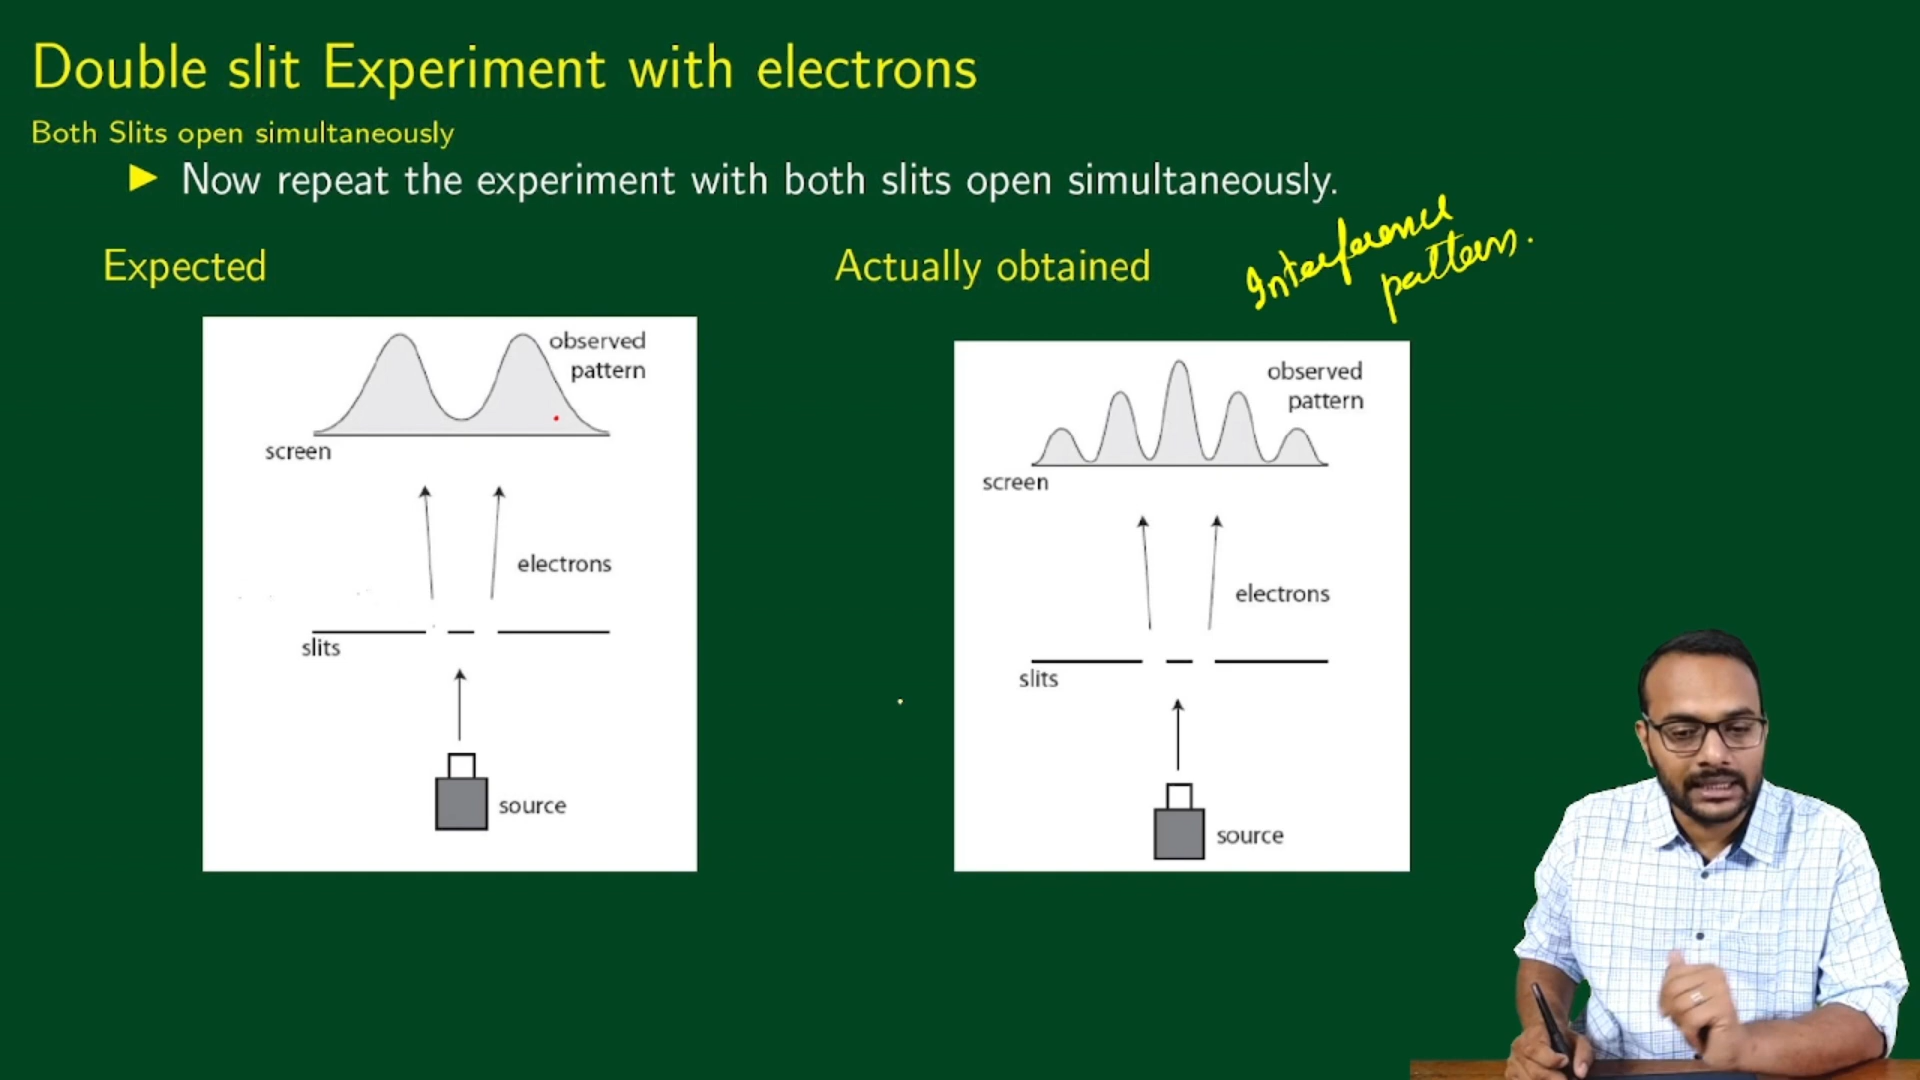 Double slit Experiment with electrons
Both Slits open simultaneously
▶ Now repeat the experiment with both slits open simultaneously.
Expected
Actually obtained
Interference
pattern.
observed
pattern
screen
electrons
slits
source
observed
pattern
screen
electrons
slits
source